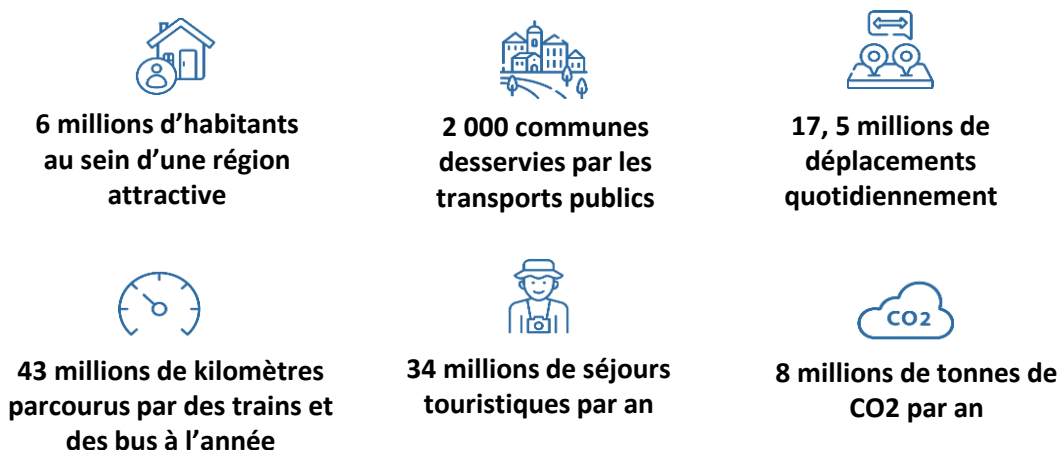 6 millions d’habitants
au sein d’une région
attractive
2 000 communes
desservies par les
transports publics
17, 5 millions de
déplacements
quotidiennement
43 millions de kilomètres
parcourus par des trains et
des bus à l’année
34 millions de séjours
touristiques par an
CO2
8 millions de tonnes de
CO2 par an